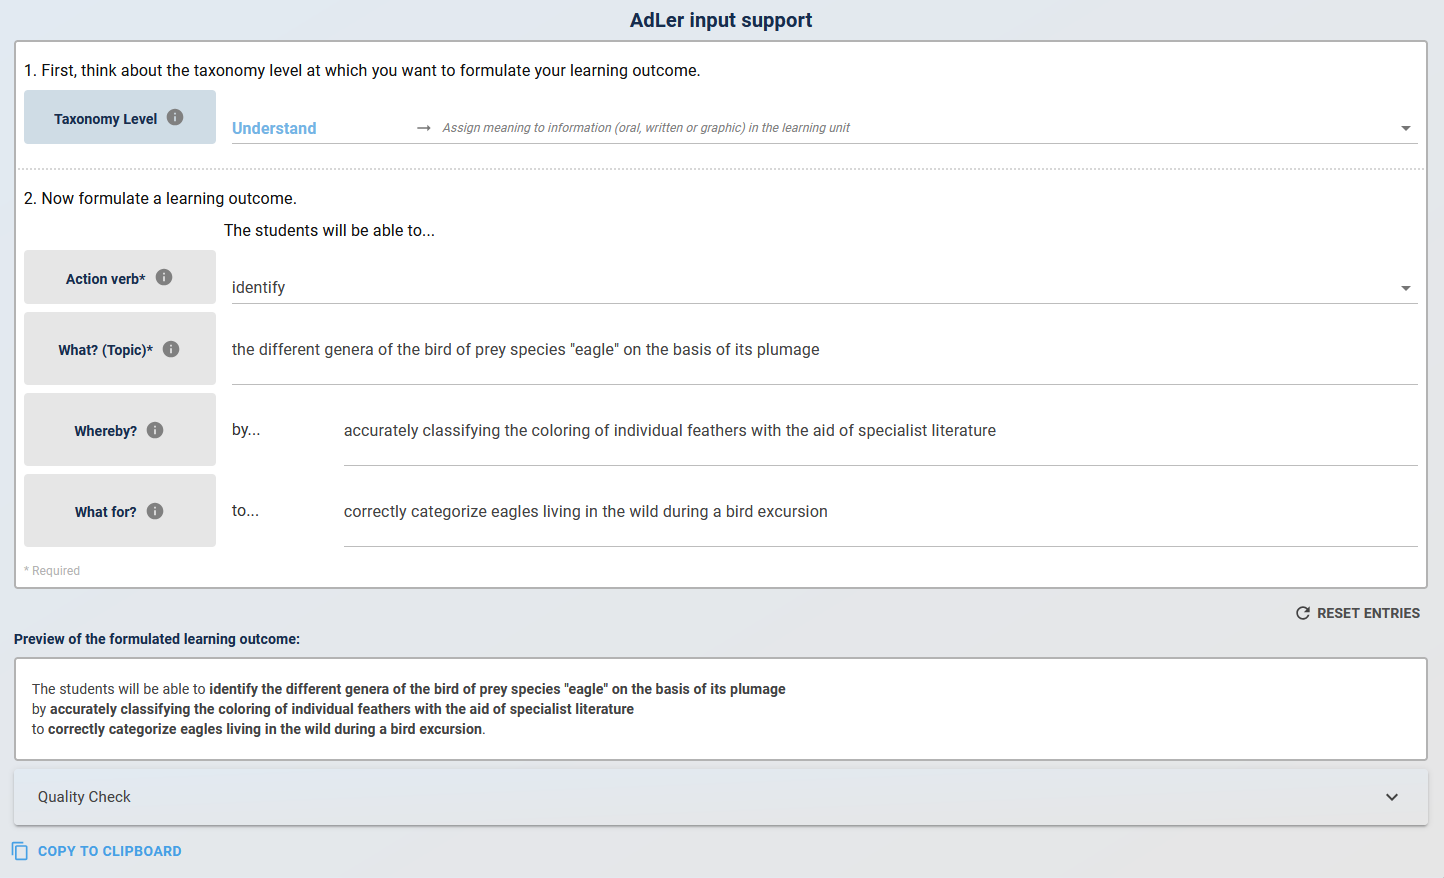 AdLer input support
1. First, think about the taxonomy level at which you want to formulate your learning outcome.
Taxonomy Level
Understand → Assign meaning to information (oral, written or graphic) in the learning unit
2. Now formulate a learning outcome.
The students will be able to...
Action verb*
identify
What? (Topic)*
the different genera of the bird of prey species "eagle" on the basis of its plumage
Whereby?
by... accurately classifying the coloring of individual feathers with the aid of specialist literature
What for?
to... correctly categorize eagles living in the wild during a bird excursion
* Required
RESET ENTRIES
Preview of the formulated learning outcome:
The students will be able to identify the different genera of the bird of prey species "eagle" on the basis of its plumage
by accurately classifying the coloring of individual feathers with the aid of specialist literature
to correctly categorize eagles living in the wild during a bird excursion.
Quality Check
COPY TO CLIPBOARD